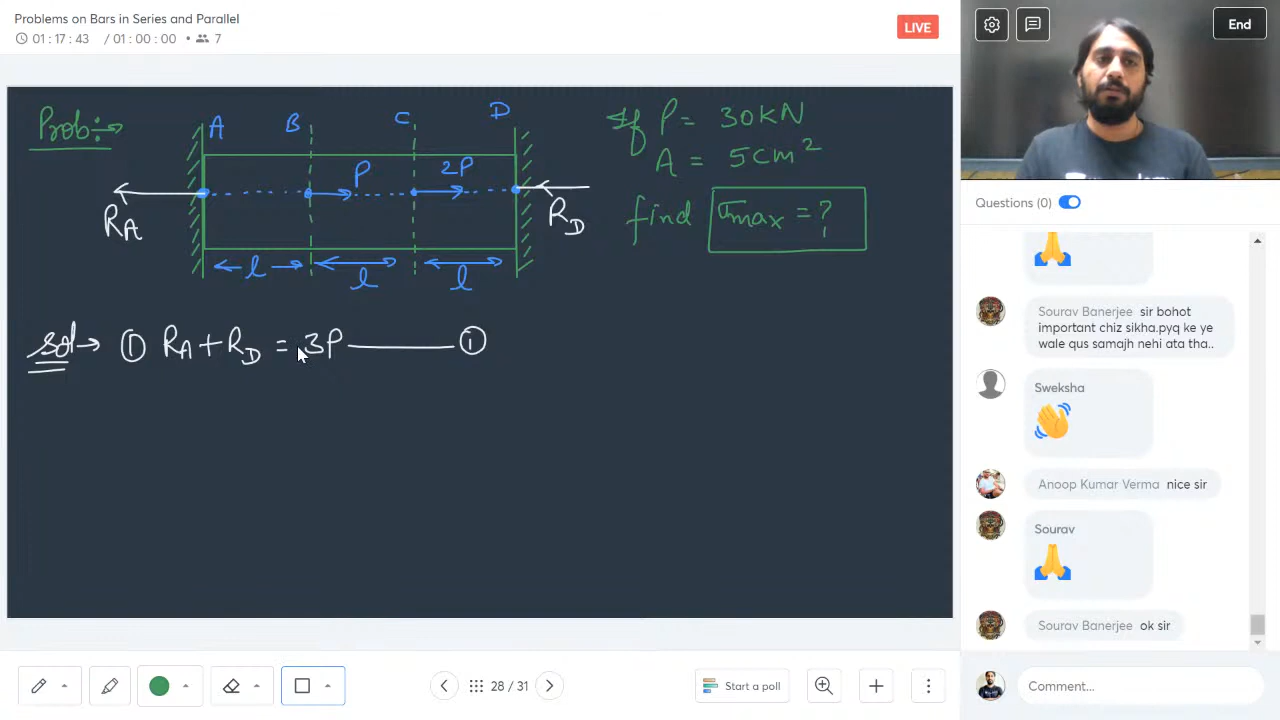 Problems on Bars in Series and Parallel
01 : 17 : 43 / 01 : 00 : 00 • 7
LIVE
End
Prob:→
A B C D
P 2P
RA RD
l l l
If P = 30KN
A = 5cm²
find σmax = ?
Sol→ ① RA + RD = 3P ——— ①
Questions (0)
Sourav Banerjee sir bohot
important chiz sikha.pyq ke ye
wale qus samajh nehi ata tha..
Sweksha
Anoop Kumar Verma nice sir
Sourav
Sourav Banerjee ok sir
28 / 31
Start a poll
Comment...